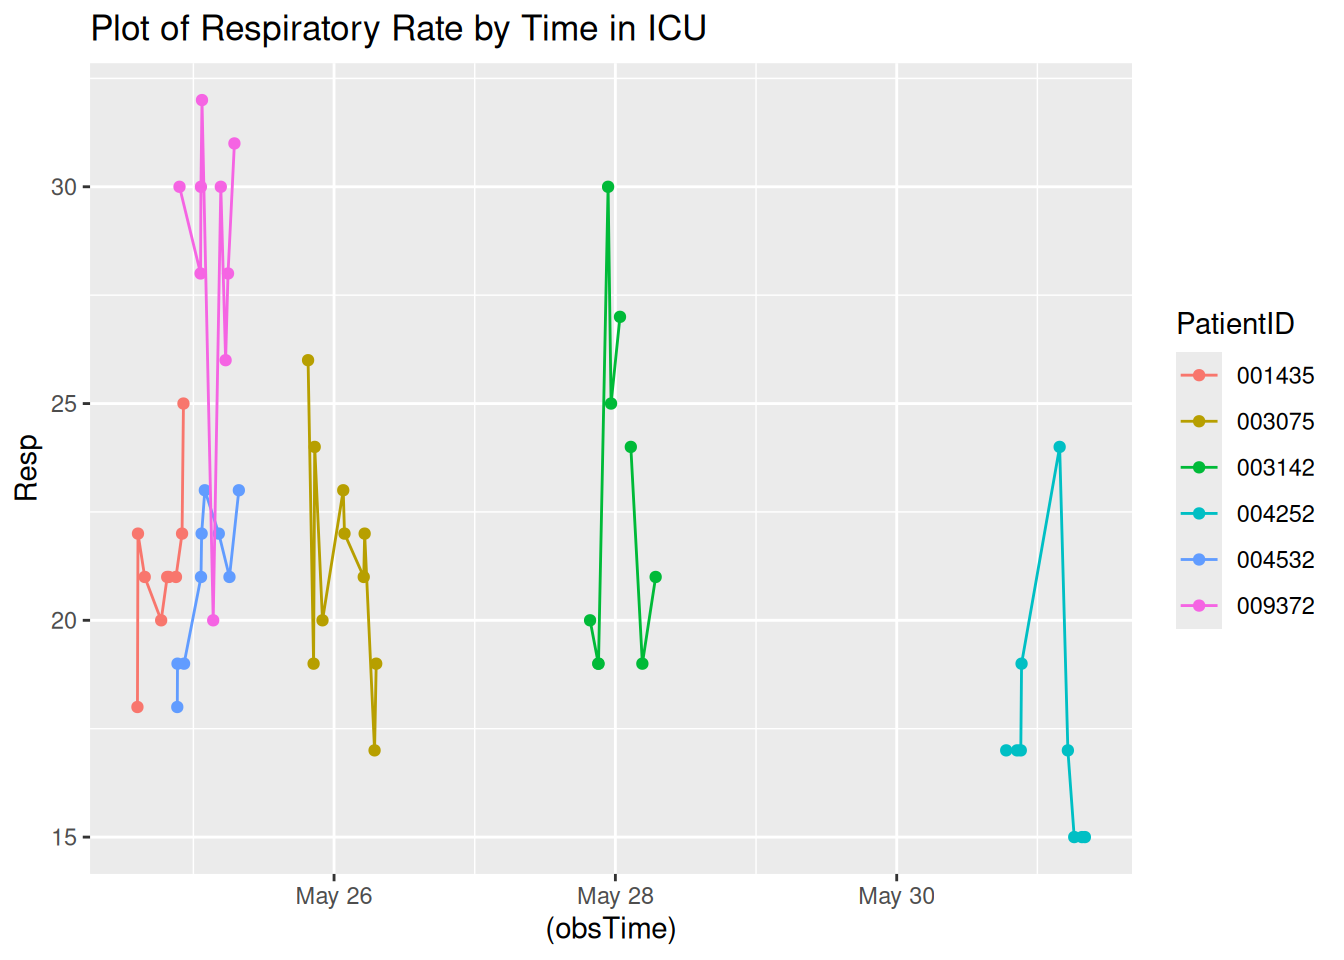 Plot of Respiratory Rate by Time in ICU
30
25
20
15
Resp
May 26
May 28
May 30
(obsTime)
PatientID
001435
003075
003142
004252
004532
009372